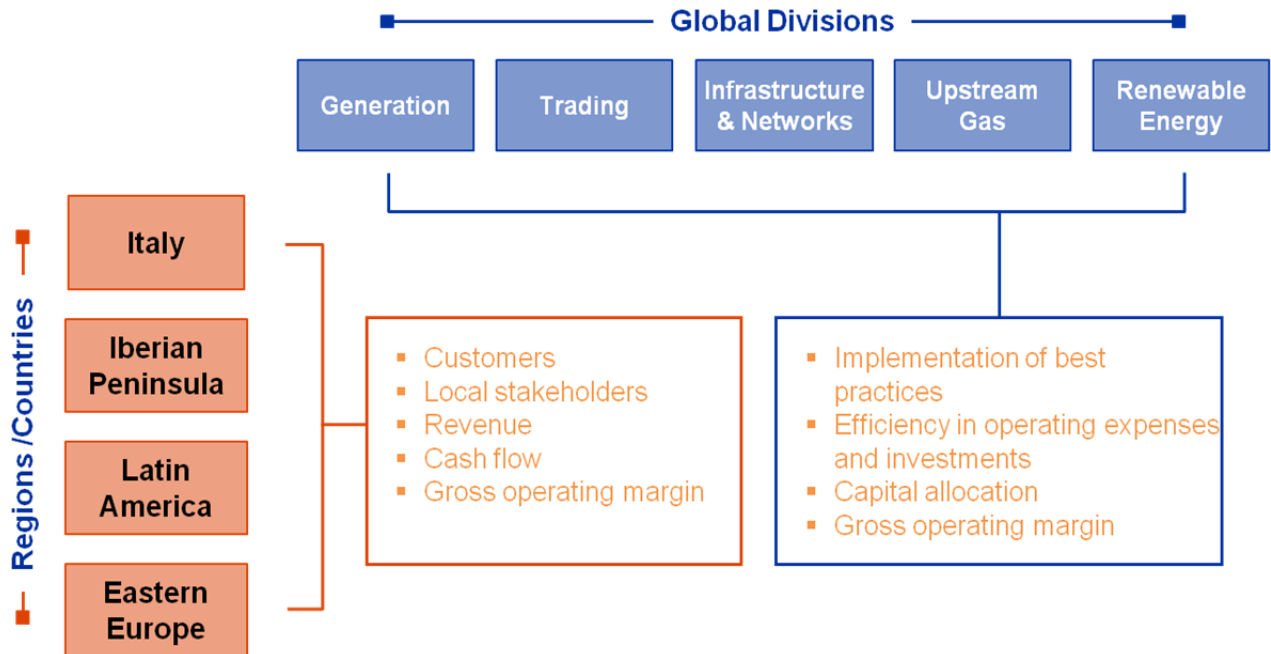 Global Divisions
Generation
Trading
Infrastructure
& Networks
Upstream
Gas
Renewable
Energy
Regions /Countries
Italy
Iberian
Peninsula
Latin
America
Eastern
Europe
▪ Customers
▪ Local stakeholders
▪ Revenue
▪ Cash flow
▪ Gross operating margin
▪ Implementation of best
practices
▪ Efficiency in operating expenses
and investments
▪ Capital allocation
▪ Gross operating margin